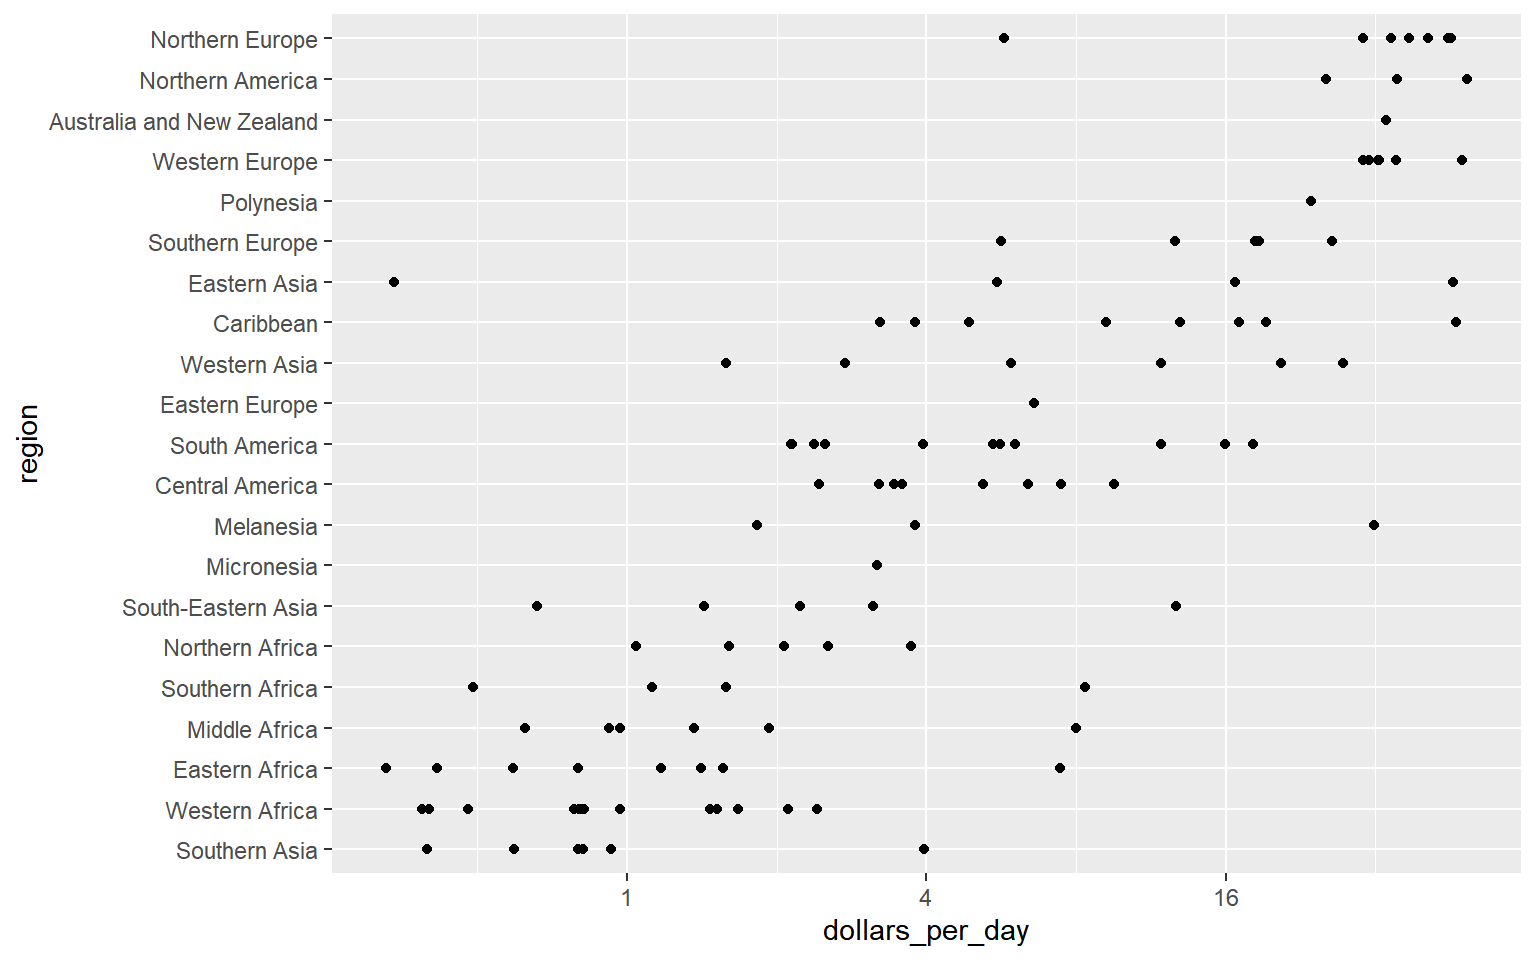 Northern Europe
Northern America
Australia and New Zealand
Western Europe
Polynesia
Southern Europe
Eastern Asia
Caribbean
Western Asia
Eastern Europe
South America
Central America
Melanesia
Micronesia
South-Eastern Asia
Northern Africa
Southern Africa
Middle Africa
Eastern Africa
Western Africa
Southern Asia
region
1 4 16
dollars_per_day